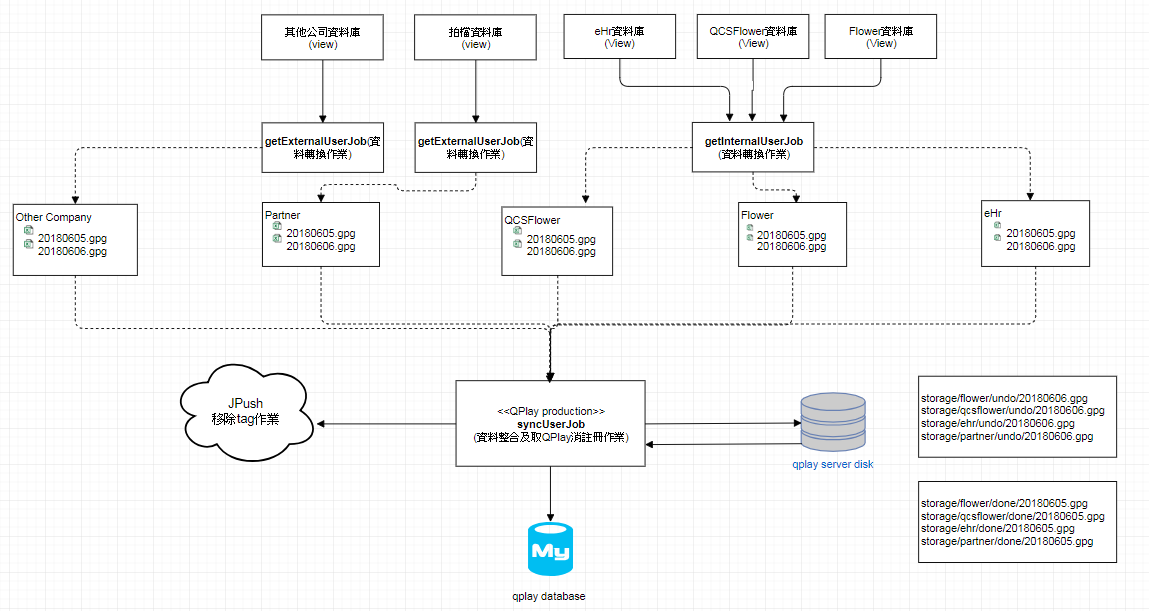 其他公司資料庫
(view)
拍檔資料庫
(view)
eHr資料庫
(View)
QCSFlower資料庫
(View)
Flower資料庫
(View)
getExternalUserJob(資
料轉換作業)
getExternalUserJob(資
料轉換作業)
getInternalUserJob
(資料轉換作業)
Other Company
20180605.gpg
20180606.gpg
Partner
20180605.gpg
20180606.gpg
QCSFlower
20180605.gpg
20180606.gpg
Flower
20180605.gpg
20180606.gpg
eHr
20180605.gpg
20180606.gpg
JPush
移除tag作業
<<QPlay production>>
syncUserJob
(資料整合及取QPlay消註冊作業)
qplay server disk
storage/flower/undo/20180606.gpg
storage/qcsflower/undo/20180606.gpg
storage/ehr/undo/20180606.gpg
storage/partner/undo/20180606.gpg
storage/flower/done/20180605.gpg
storage/qcsflower/done/20180605.gpg
storage/ehr/done/20180605.gpg
storage/partner/done/20180605.gpg
My
qplay database